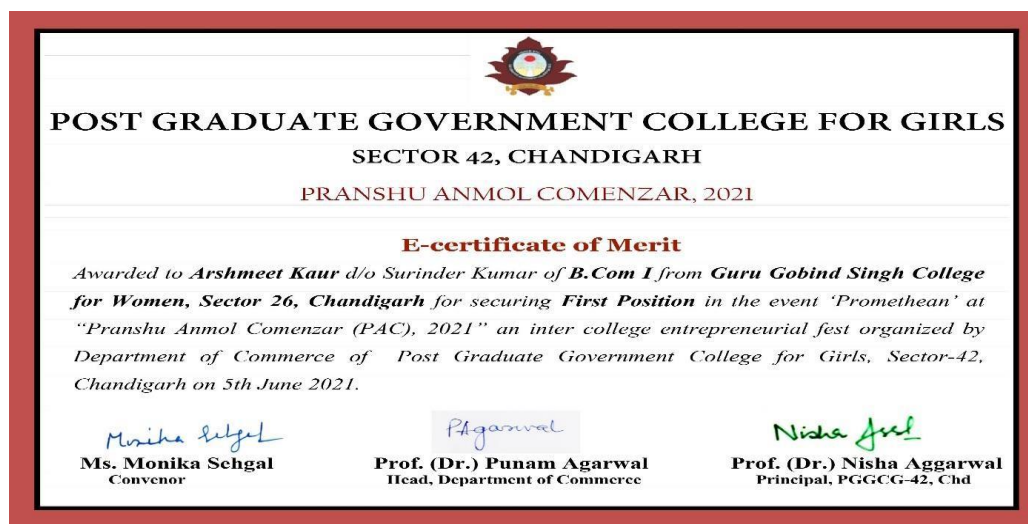 POST GRADUATE GOVERNMENT COLLEGE FOR GIRLS
SECTOR 42, CHANDIGARH
PRANSHU ANMOL COMENZAR, 2021
E-certificate of Merit
Awarded to Arshmeet Kaur d/o Surinder Kumar of B.Com I from Guru Gobind Singh College
for Women, Sector 26, Chandigarh for securing First Position in the event ‘Promethean’ at
“Pranshu Anmol Comenzar (PAC), 2021” an inter college entrepreneurial fest organized by
Department of Commerce of Post Graduate Government College for Girls, Sector-42,
Chandigarh on 5th June 2021.
Monika Sehgal PAgarwal Nisha
Ms. Monika Sehgal Prof. (Dr.) Punam Agarwal Prof. (Dr.) Nisha Aggarwal
Convenor Head, Department of Commerce Principal, PGGCG-42, Chd